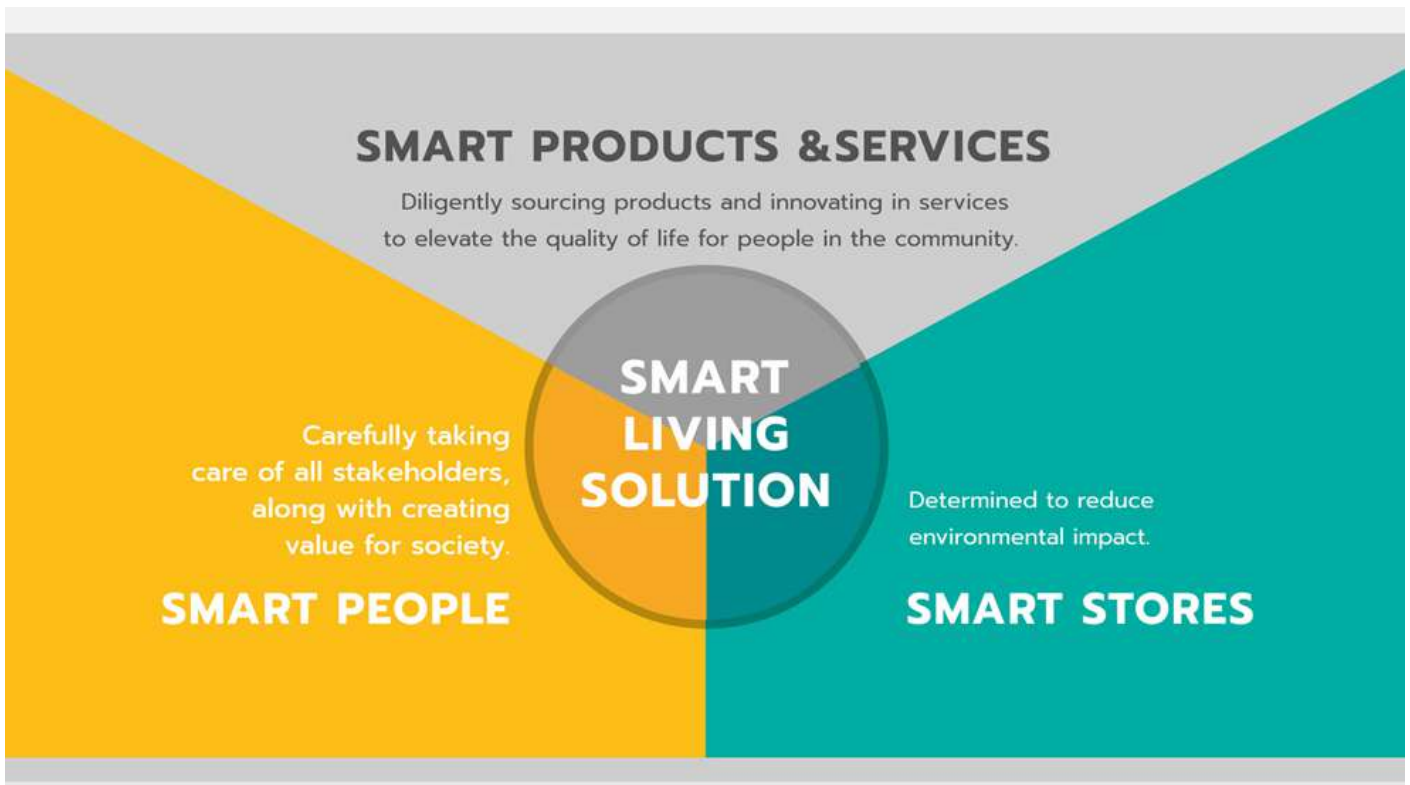 SMART PRODUCTS &SERVICES
Diligently sourcing products and innovating in services
to elevate the quality of life for people in the community.
SMART
LIVING
SOLUTION
Carefully taking
care of all stakeholders,
along with creating
value for society.
SMART PEOPLE
Determined to reduce
environmental impact.
SMART STORES